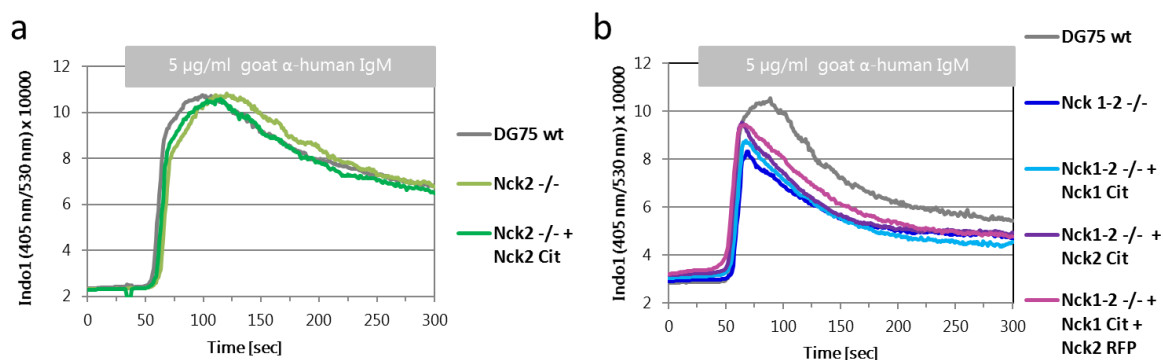 a
5 µg/ml goat α-human IgM
Indo1 (405 nm/530 nm) x 10000
12
10
8
6
4
2
0
50
100
150
200
250
300
Time [sec]
DG75 wt
Nck2 -/-
Nck2 -/- +
Nck2 Cit
b
5 µg/ml goat α-human IgM
Indo1 (405 nm/530 nm) x 10000
12
10
8
6
4
2
0
50
100
150
200
250
300
Time [sec]
DG75 wt
Nck 1-2 -/-
Nck1-2 -/- +
Nck1 Cit
Nck1-2 -/- +
Nck2 Cit
Nck1-2 -/- +
Nck1 Cit +
Nck2 RFP